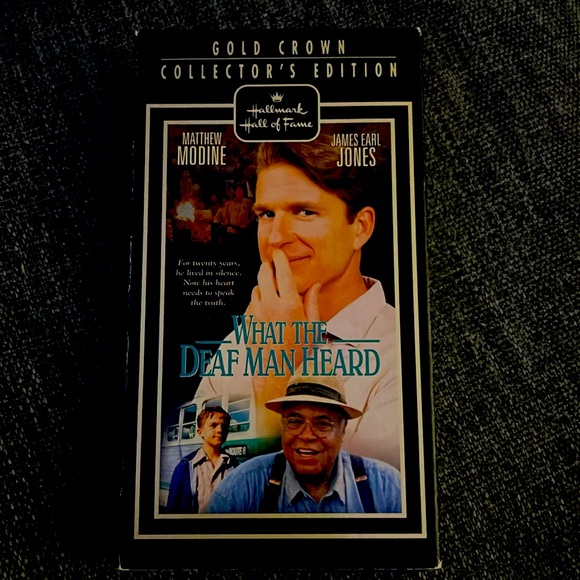 GOLD CROWN
COLLECTOR'S EDITION
Hallmark
Hall of Fame
MATTHEW
MODINE
JAMES EARL
JONES
For twenty years,
he lived in silence.
Now his heart
needs to speak
the truth.
WHAT THE
DEAF MAN HEARD
ROUTE